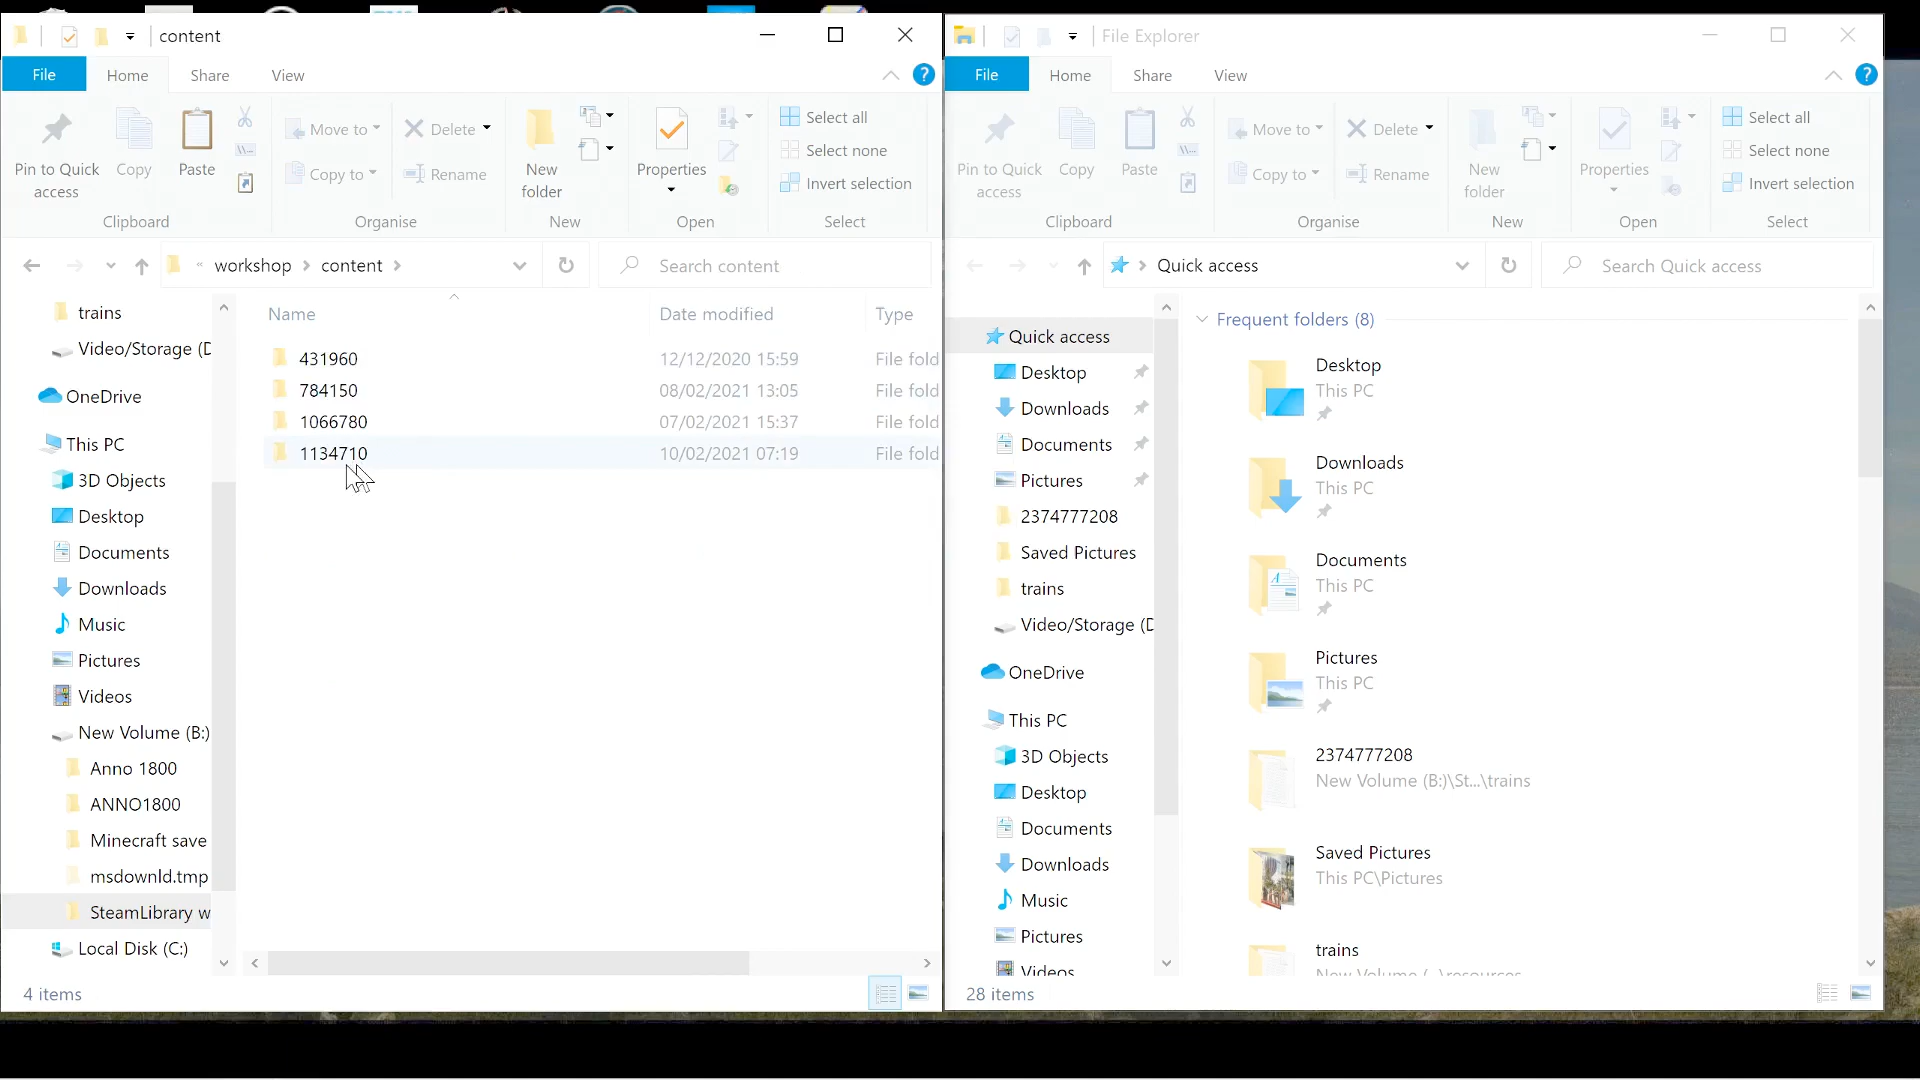 content
File
Home
Share
View
Pin to Quick
access
Copy
Paste
Move to
Copy to
Delete
Rename
New
folder
Properties
Select all
Select none
Invert selection
Clipboard
Organise
New
Open
Select
« workshop > content >
Search content
trains
Video/Storage (D
OneDrive
This PC
3D Objects
Desktop
Documents
Downloads
Music
Pictures
Videos
New Volume (B:)
Anno 1800
ANNO1800
Minecraft save
msdownld.tmp
SteamLibrary w
Local Disk (C:)
Name Date modified Type
431960 12/12/2020 15:59 File fold
784150 08/02/2021 13:05 File fold
1066780 07/02/2021 15:37 File fold
1134710 10/02/2021 07:19 File fold
4 items
File Explorer
File
Home
Share
View
Pin to Quick
access
Copy
Paste
Move to
Copy to
Delete
Rename
New
folder
Properties
Select all
Select none
Invert selection
Clipboard
Organise
New
Open
Select
> Quick access
Search Quick access
Quick access
Desktop
Downloads
Documents
Pictures
2374777208
Saved Pictures
trains
Video/Storage (D
OneDrive
This PC
3D Objects
Desktop
Documents
Downloads
Music
Pictures
Videos
Frequent folders (8)
Desktop
This PC
Downloads
This PC
Documents
This PC
Pictures
This PC
2374777208
New Volume (B:)\St...\trains
Saved Pictures
This PC\Pictures
trains
New Volume (...\resources
28 items